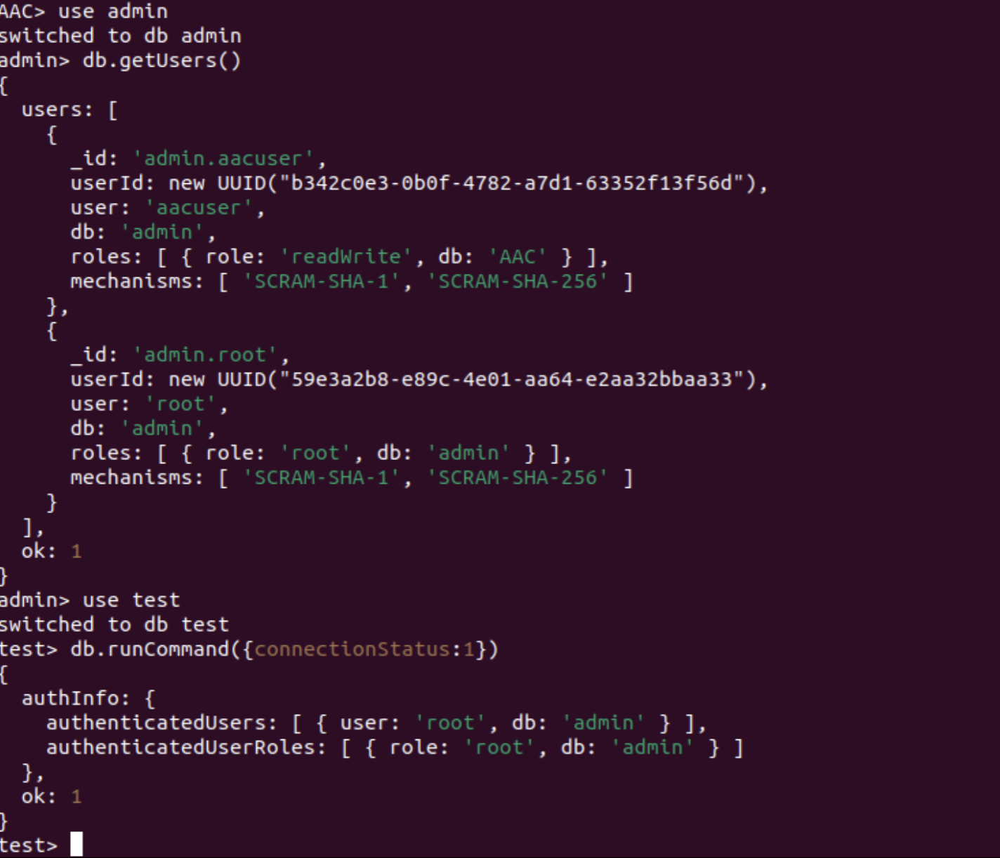 AAC> use admin
switched to db admin
admin> db.getUsers()
{
  users: [
    {
      _id: 'admin.aacuser',
      userId: new UUID("b342c0e3-0b0f-4782-a7d1-63352f13f56d"),
      user: 'aacuser',
      db: 'admin',
      roles: [ { role: 'readWrite', db: 'AAC' } ],
      mechanisms: [ 'SCRAM-SHA-1', 'SCRAM-SHA-256' ]
    },
    {
      _id: 'admin.root',
      userId: new UUID("59e3a2b8-e89c-4e01-aa64-e2aa32bbaa33"),
      user: 'root',
      db: 'admin',
      roles: [ { role: 'root', db: 'admin' } ],
      mechanisms: [ 'SCRAM-SHA-1', 'SCRAM-SHA-256' ]
    }
  ],
  ok: 1
}
admin> use test
switched to db test
test> db.runCommand({connectionStatus:1})
{
  authInfo: {
    authenticatedUsers: [ { user: 'root', db: 'admin' } ],
    authenticatedUserRoles: [ { role: 'root', db: 'admin' } ]
  },
  ok: 1
}
test>